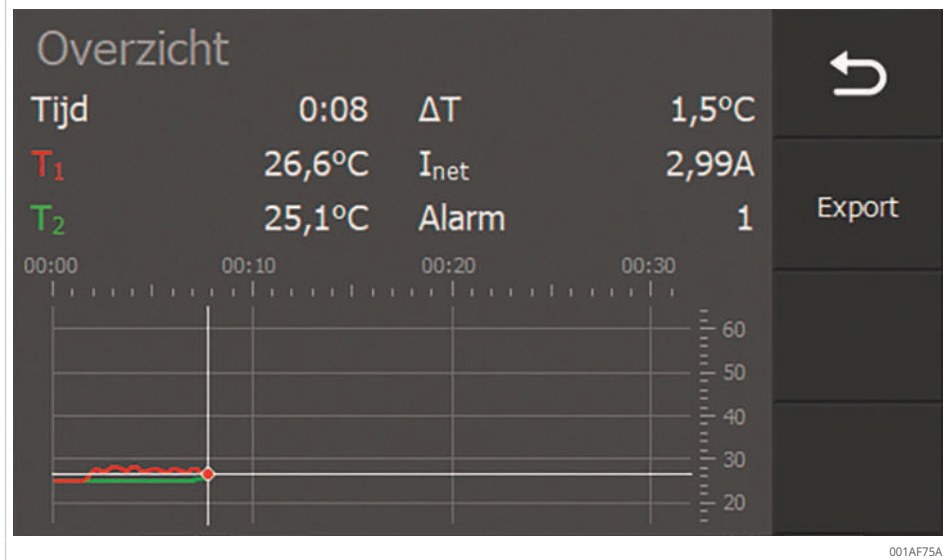 Overzicht
Tijd 0:08 ΔT 1,5°C
T1 26,6°C Inet 2,99A
T2 25,1°C Alarm 1
Export
00:00 00:10 00:20 00:30
60
50
40
30
20
001AF75A